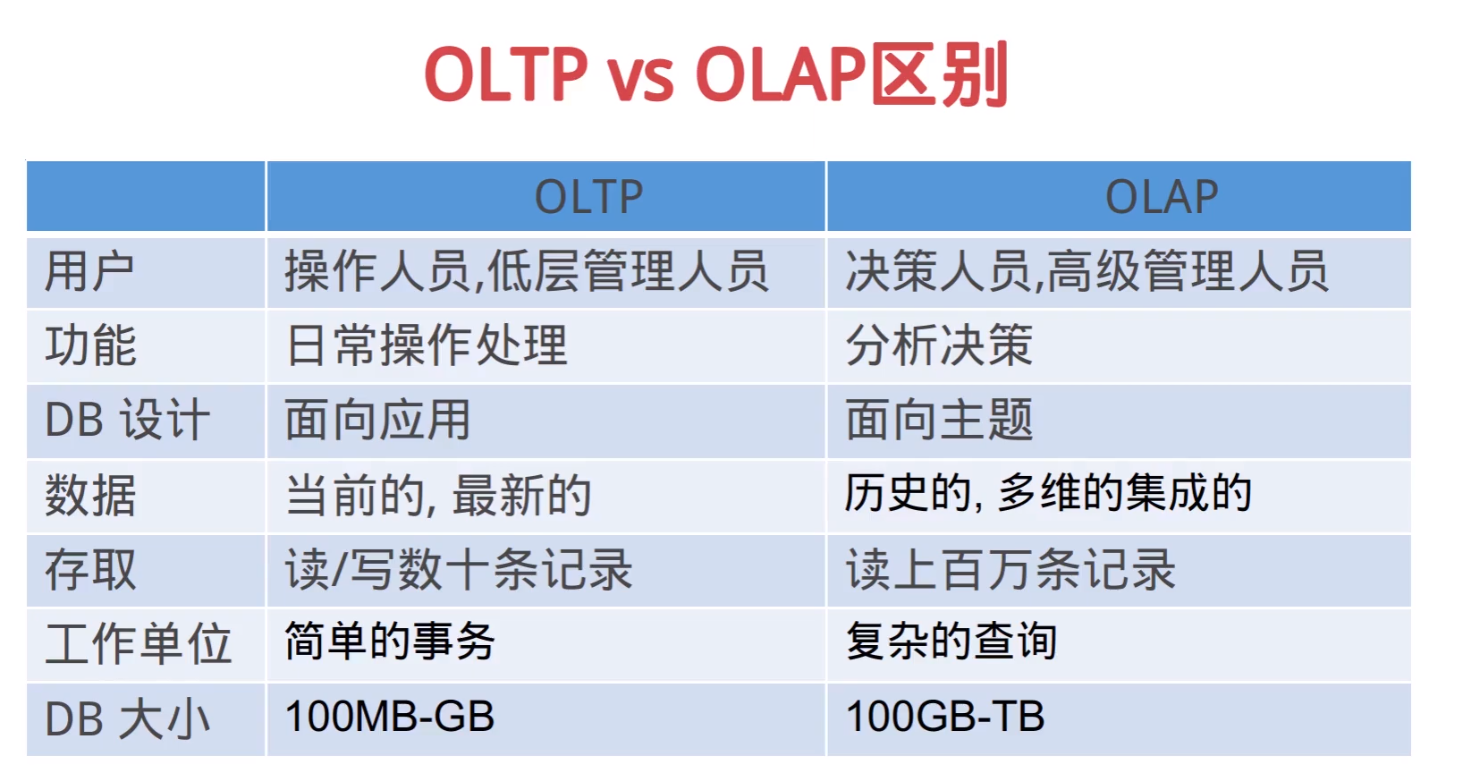 OLTP vs OLAP区别
OLTP OLAP
用户 操作人员,低层管理人员 决策人员,高级管理人员
功能 日常操作处理 分析决策
DB 设计 面向应用 面向主题
数据 当前的, 最新的 历史的, 多维的集成的
存取 读/写数十条记录 读上百万条记录
工作单位 简单的事务 复杂的查询
DB 大小 100MB-GB 100GB-TB